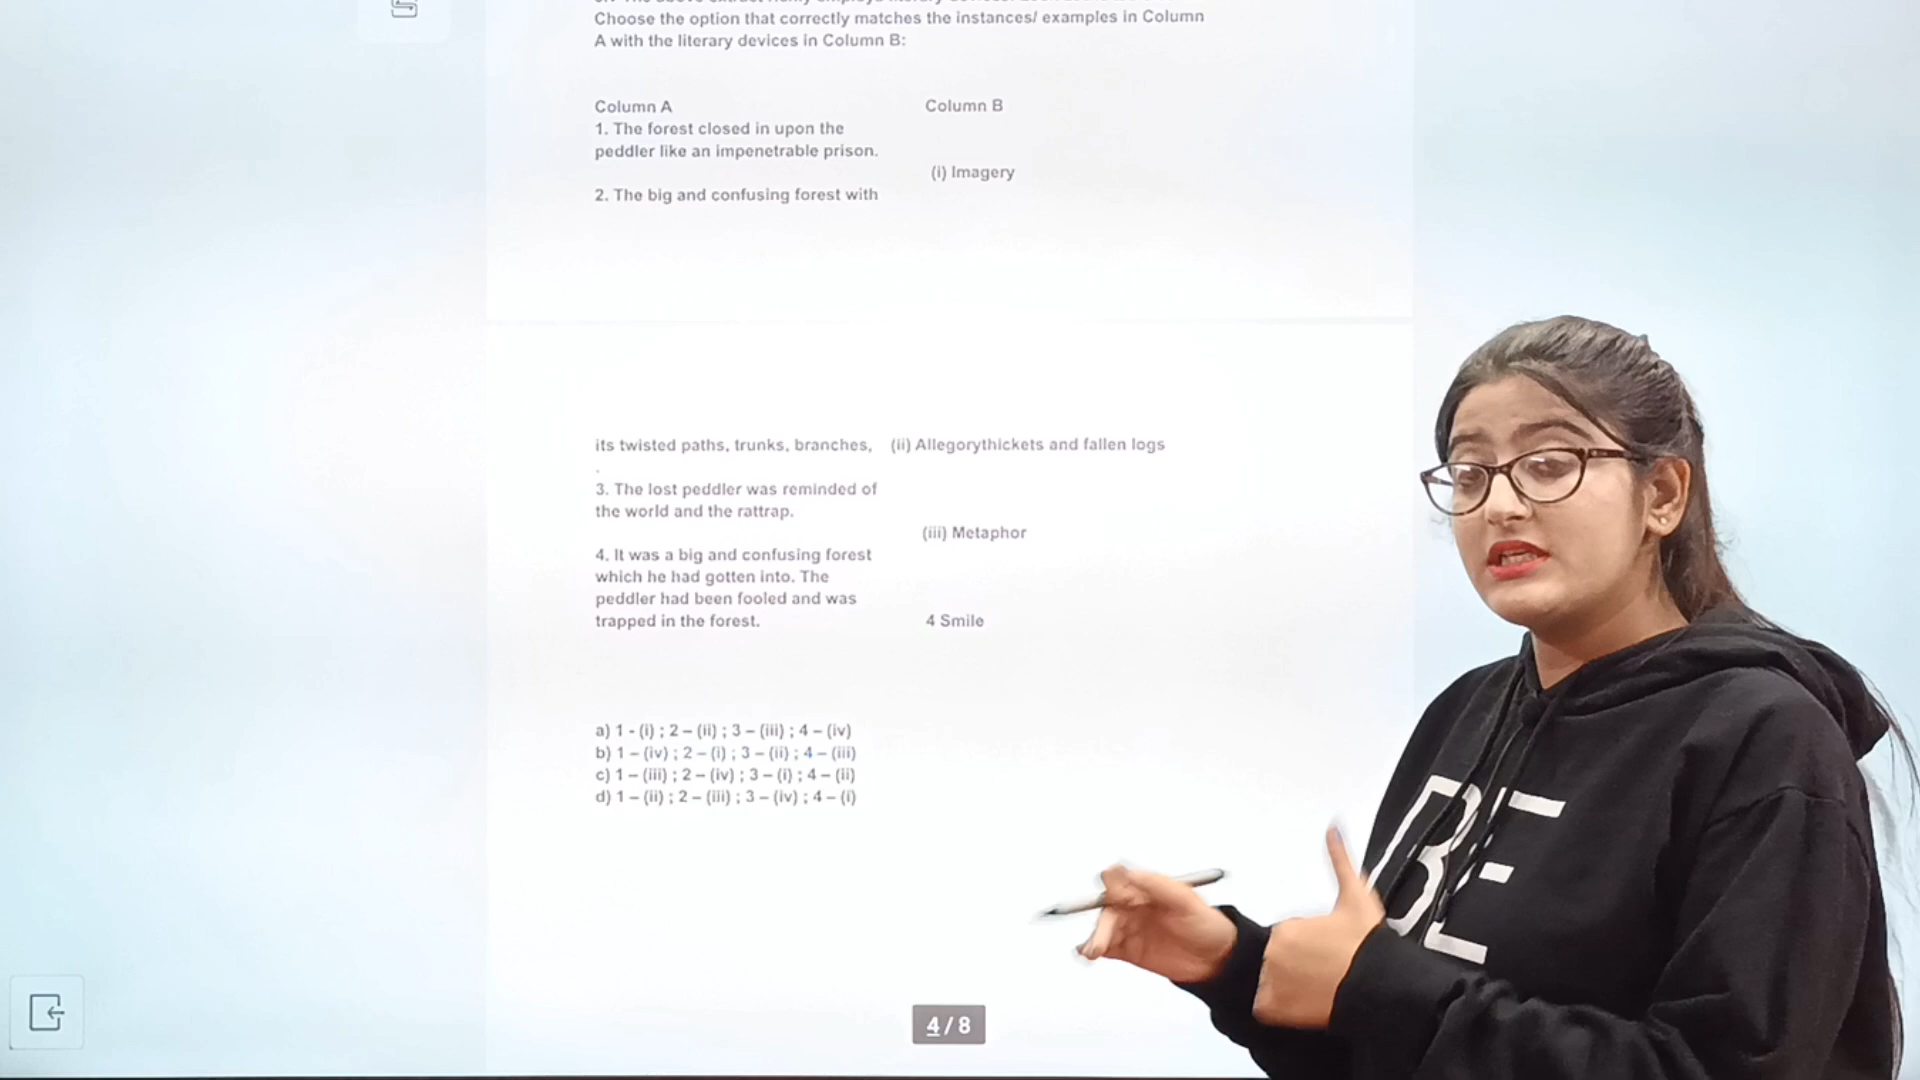 Choose the option that correctly matches the instances/ examples in Column
A with the literary devices in Column B:
Column A
Column B
1. The forest closed in upon the
peddler like an impenetrable prison.
(i) Imagery
2. The big and confusing forest with
its twisted paths, trunks, branches, (ii) Allegorythickets and fallen logs
.
3. The lost peddler was reminded of
the world and the rattrap.
(iii) Metaphor
4. It was a big and confusing forest
which he had gotten into. The
peddler had been fooled and was
trapped in the forest.
4 Smile
a) 1 - (i) ; 2 – (ii) ; 3 – (iii) ; 4 – (iv)
b) 1 – (iv) ; 2 – (i) ; 3 – (ii) ; 4 – (iii)
c) 1 – (iii) ; 2 – (iv) ; 3 – (i) ; 4 – (ii)
d) 1 – (ii) ; 2 – (iii) ; 3 – (iv) ; 4 – (i)
BE
4 / 8